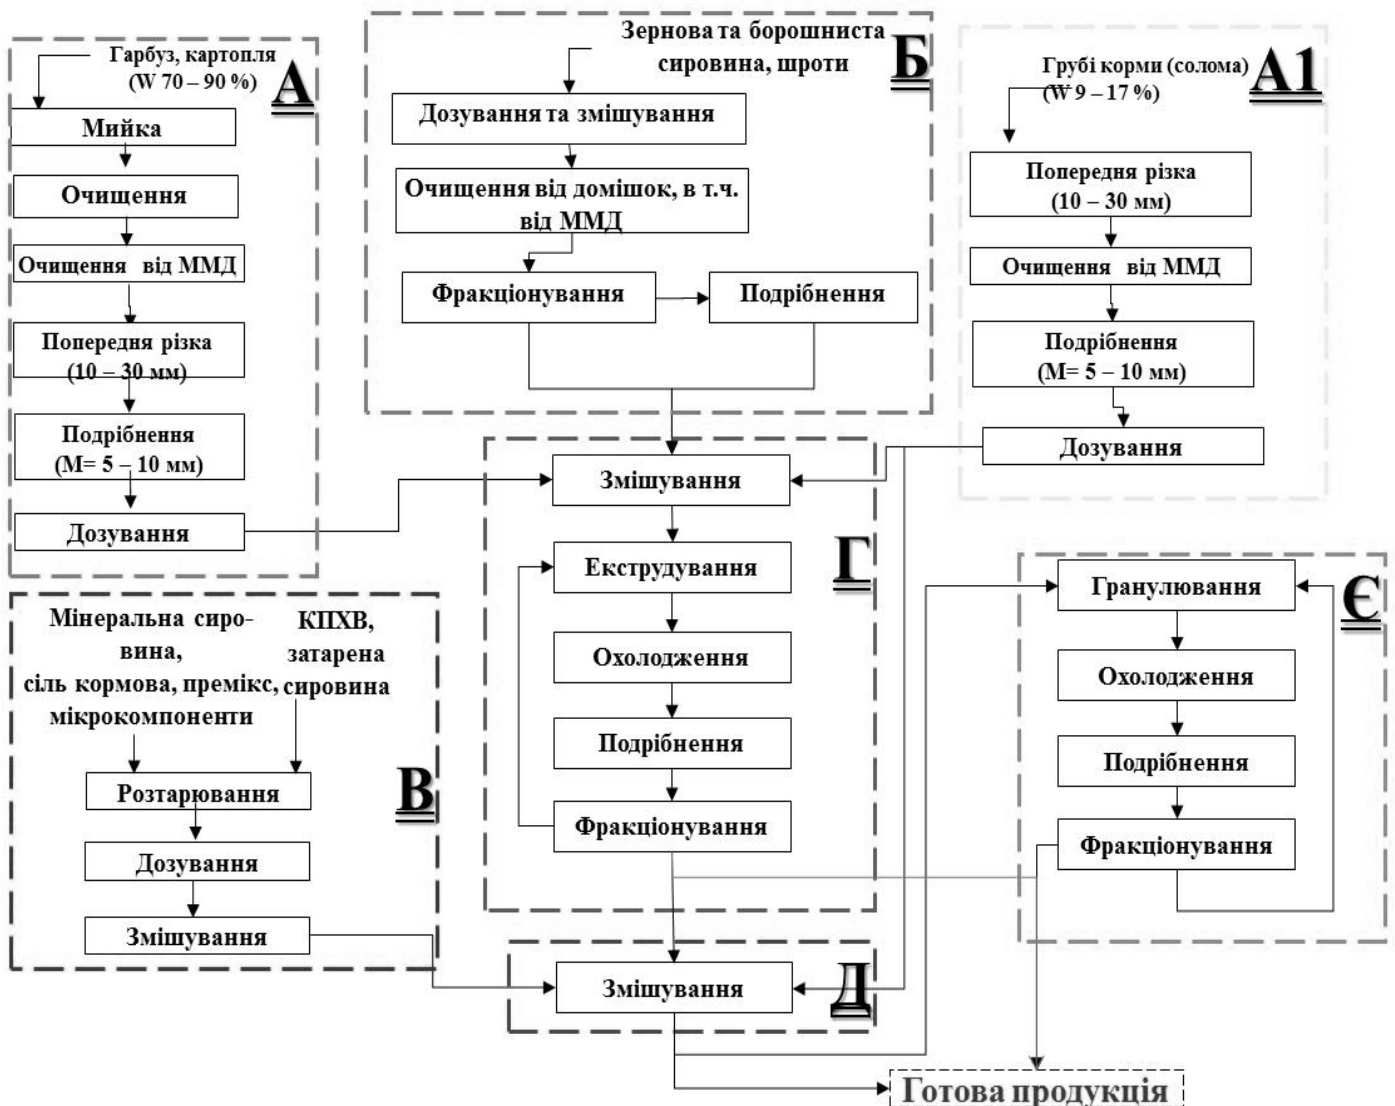 Гарбуз, картопля
(W 70 – 90 %)
А
Мийка
Очищення
Очищення від ММД
Попередня різка
(10 – 30 мм)
Подрібнення
(М= 5 – 10 мм)
Дозування
Зернова та борошниста
сировина, шроти
Б
Дозування та змішування
Очищення від домішок, в т.ч.
від ММД
Фракціонування
Подрібнення
Грубі корми (солома)
(W 9 – 17 %)
А1
Попередня різка
(10 – 30 мм)
Очищення від ММД
Подрібнення
(М= 5 – 10 мм)
Дозування
Мінеральна сиро-
вина,
сіль кормова, премікс,
мікрокомпоненти
КПХВ,
затарена
сировина
В
Розтарювання
Дозування
Змішування
Г
Змішування
Екструдування
Охолодження
Подрібнення
Фракціонування
Д
Змішування
Є
Гранулювання
Охолодження
Подрібнення
Фракціонування
Готова продукція